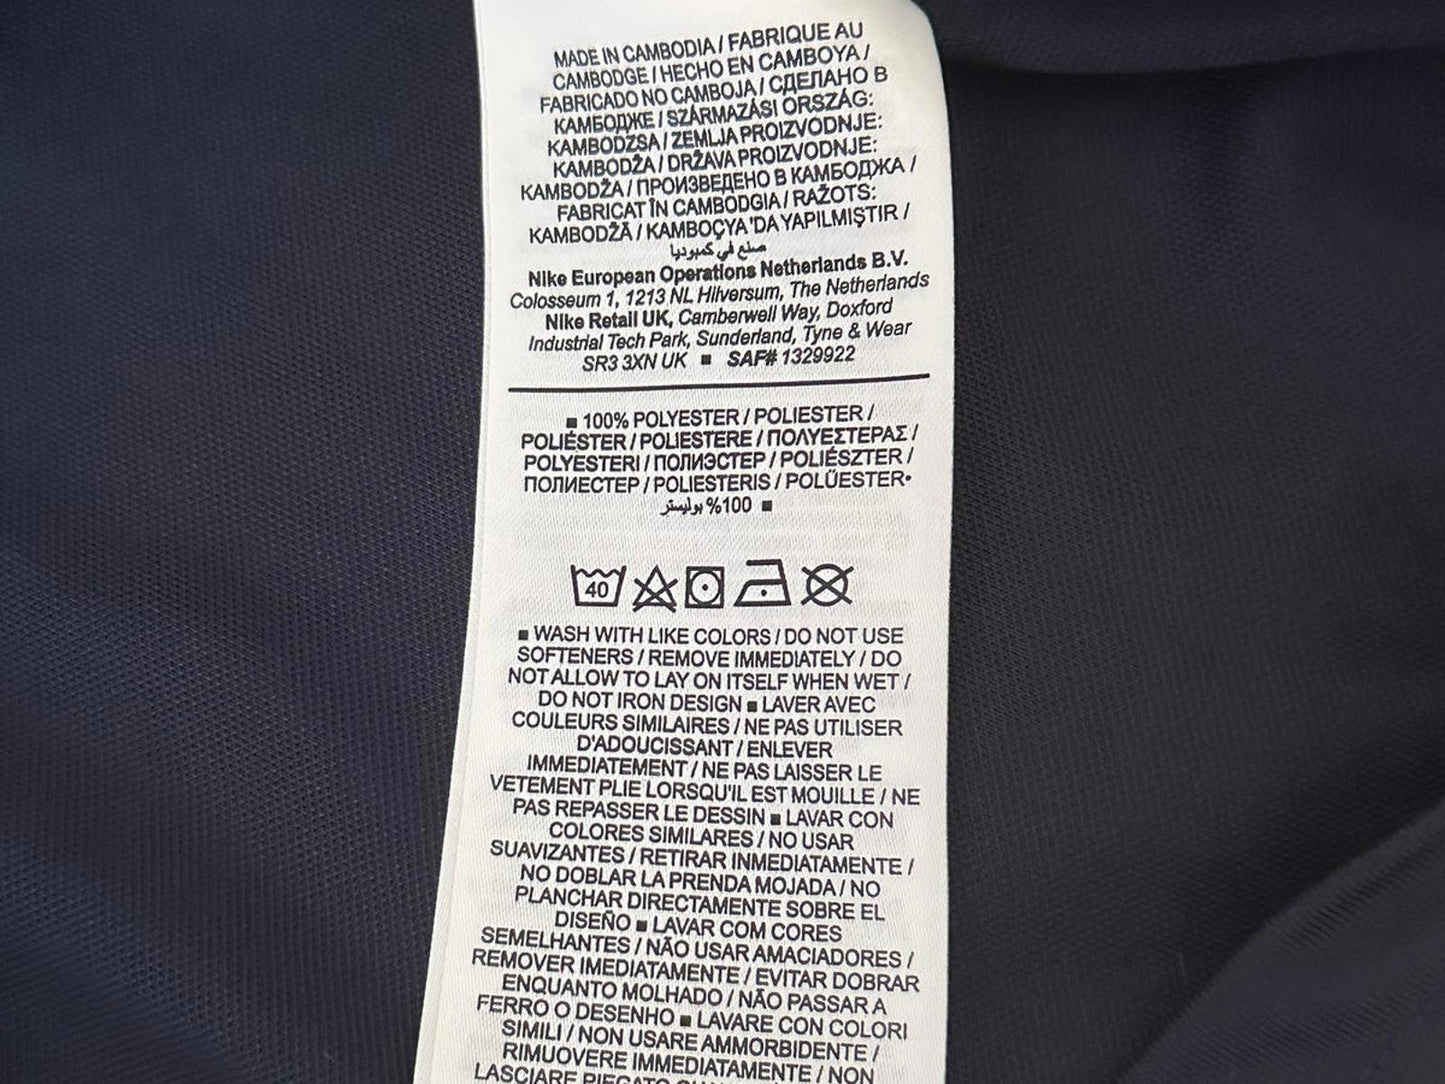 MADE IN CAMBODIA / FABRIQUE AU
CAMBODGE / HECHO EN CAMBOYA /
FABRICADO NO CAMBOJA / СДЕЛАНО В
КАМБОДЖЕ / SZÁRMAZÁSI ORSZÁG:
KAMBODZSA / ZEMLJA PROIZVODNJE:
KAMBODŽA / DRŽAVA PROIZVODNJE:
KAMBODŽA / ПРОИЗВЕДЕНО В КАМБОДЖА /
FABRICAT ÎN CAMBODGIA / RAŽOTS:
KAMBODŽĀ / KAMBOÇYA 'DA YAPILMIŞTIR /
صنع في كمبوديا
Nike European Operations Netherlands B.V.
Colosseum 1, 1213 NL Hilversum, The Netherlands
Nike Retail UK, Camberwell Way, Doxford
Industrial Tech Park, Sunderland, Tyne & Wear
SR3 3XN UK ■ SAF# 1329922
■ 100% POLYESTER / POLIESTER /
POLIÉSTER / POLIESTERE / ΠΟΛΥΕΣΤΕΡΑΣ /
POLYESTERI / ПОЛИЭСТЕР / POLIÉSZTER /
ПОЛИЕСТЕР / POLIESTERIS / POLÜESTER•
100% بوليستر ■
40
■ WASH WITH LIKE COLORS / DO NOT USE
SOFTENERS / REMOVE IMMEDIATELY / DO
NOT ALLOW TO LAY ON ITSELF WHEN WET /
DO NOT IRON DESIGN ■ LAVER AVEC
COULEURS SIMILAIRES / NE PAS UTILISER
D'ADOUCISSANT / ENLEVER
IMMEDIATEMENT / NE PAS LAISSER LE
VETEMENT PLIE LORSQU'IL EST MOUILLE / NE
PAS REPASSER LE DESSIN ■ LAVAR CON
COLORES SIMILARES / NO USAR
SUAVIZANTES / RETIRAR INMEDIATAMENTE /
NO DOBLAR LA PRENDA MOJADA / NO
PLANCHAR DIRECTAMENTE SOBRE EL
DISEÑO ■ LAVAR COM CORES
SEMELHANTES / NÃO USAR AMACIADORES /
REMOVER IMEDIATAMENTE / EVITAR DOBRAR
ENQUANTO MOLHADO / NÃO PASSAR A
FERRO O DESENHO ■ LAVARE CON COLORI
SIMILI / NON USARE AMMORBIDENTE /
RIMUOVERE IMMEDIATAMENTE / NON
LASCIARE PIEGATO